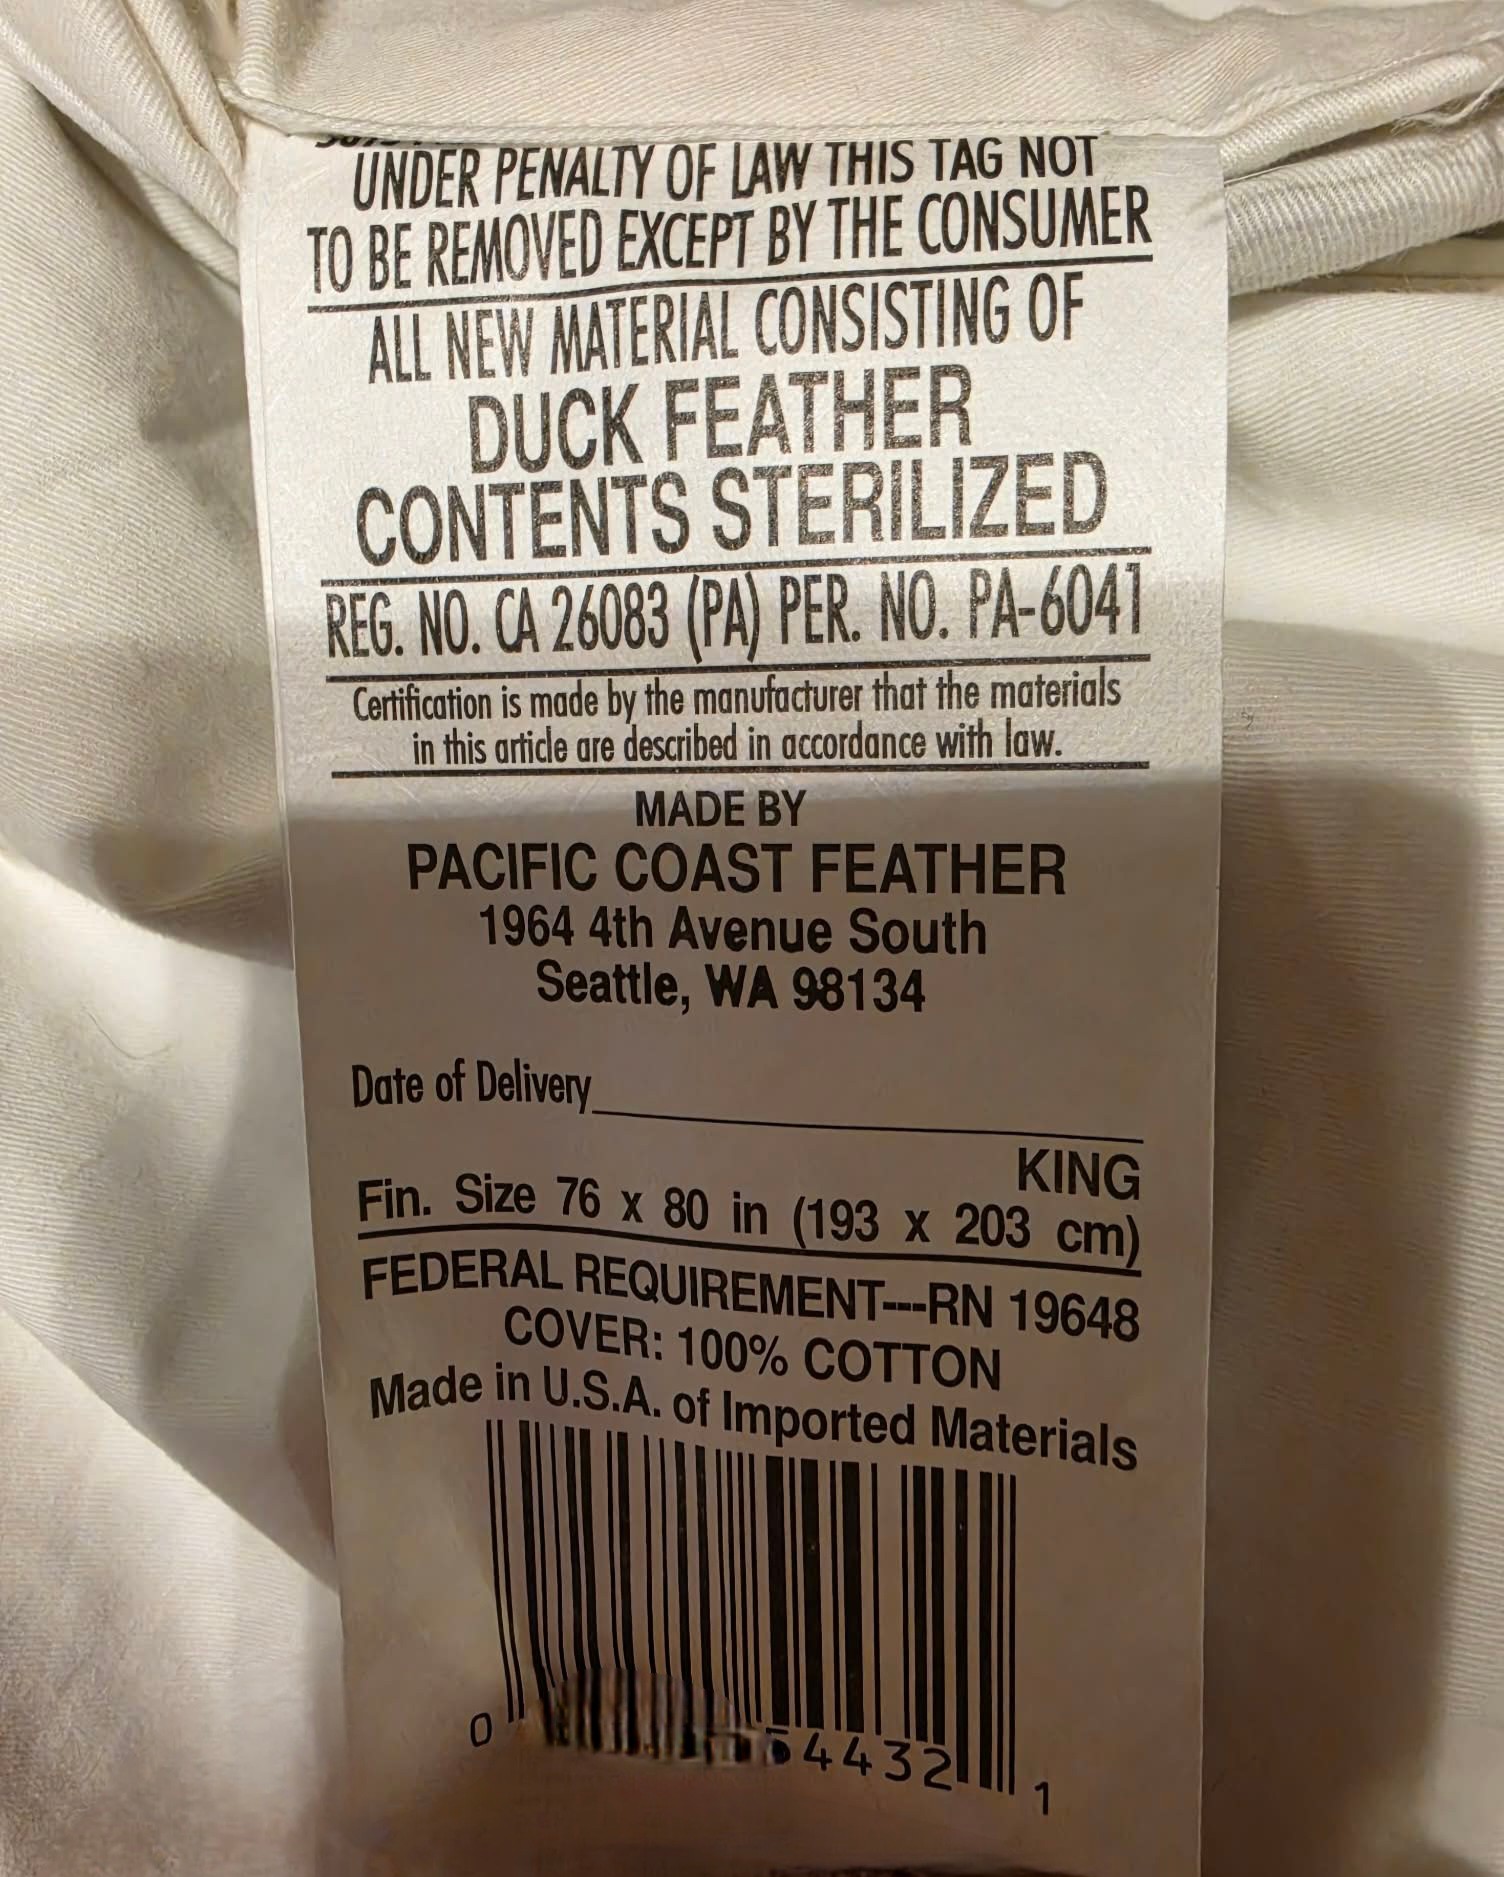 UNDER PENALTY OF LAW THIS TAG NOT
TO BE REMOVED EXCEPT BY THE CONSUMER
ALL NEW MATERIAL CONSISTING OF
DUCK FEATHER
CONTENTS STERILIZED
REG. NO. CA 26083 (PA) PER. NO. PA-6041
Certification is made by the manufacturer that the materials
in this article are described in accordance with law.
MADE BY
PACIFIC COAST FEATHER
1964 4th Avenue South
Seattle, WA 98134
Date of Delivery
KING
Fin. Size 76 x 80 in (193 x 203 cm)
FEDERAL REQUIREMENT---RN 19648
COVER: 100% COTTON
Made in U.S.A. of Imported Materials
0 4432 1